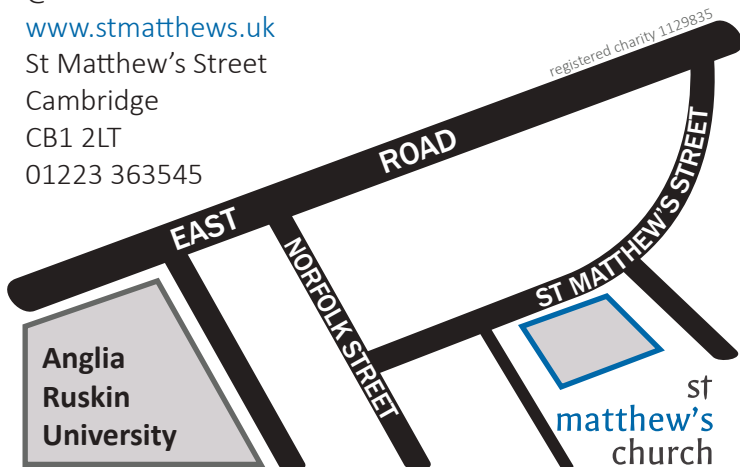 www.stmatthews.uk
St Matthew's Street
Cambridge
CB1 2LT
01223 363545
registered charity 1129835
EAST ROAD
NORFOLK STREET
ST MATTHEW'S STREET
Anglia
Ruskin
University
st
matthew's
church